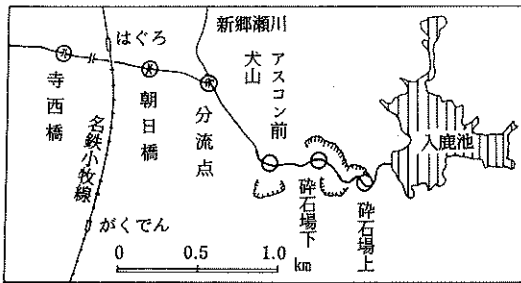 新郷瀬川
はぐろ
寺西橋
朝日橋
分流点
犬山
アスコン前
入鹿池
名鉄小牧線
砕石場下
砕石場上
がくでん
0 0.5 1.0
km